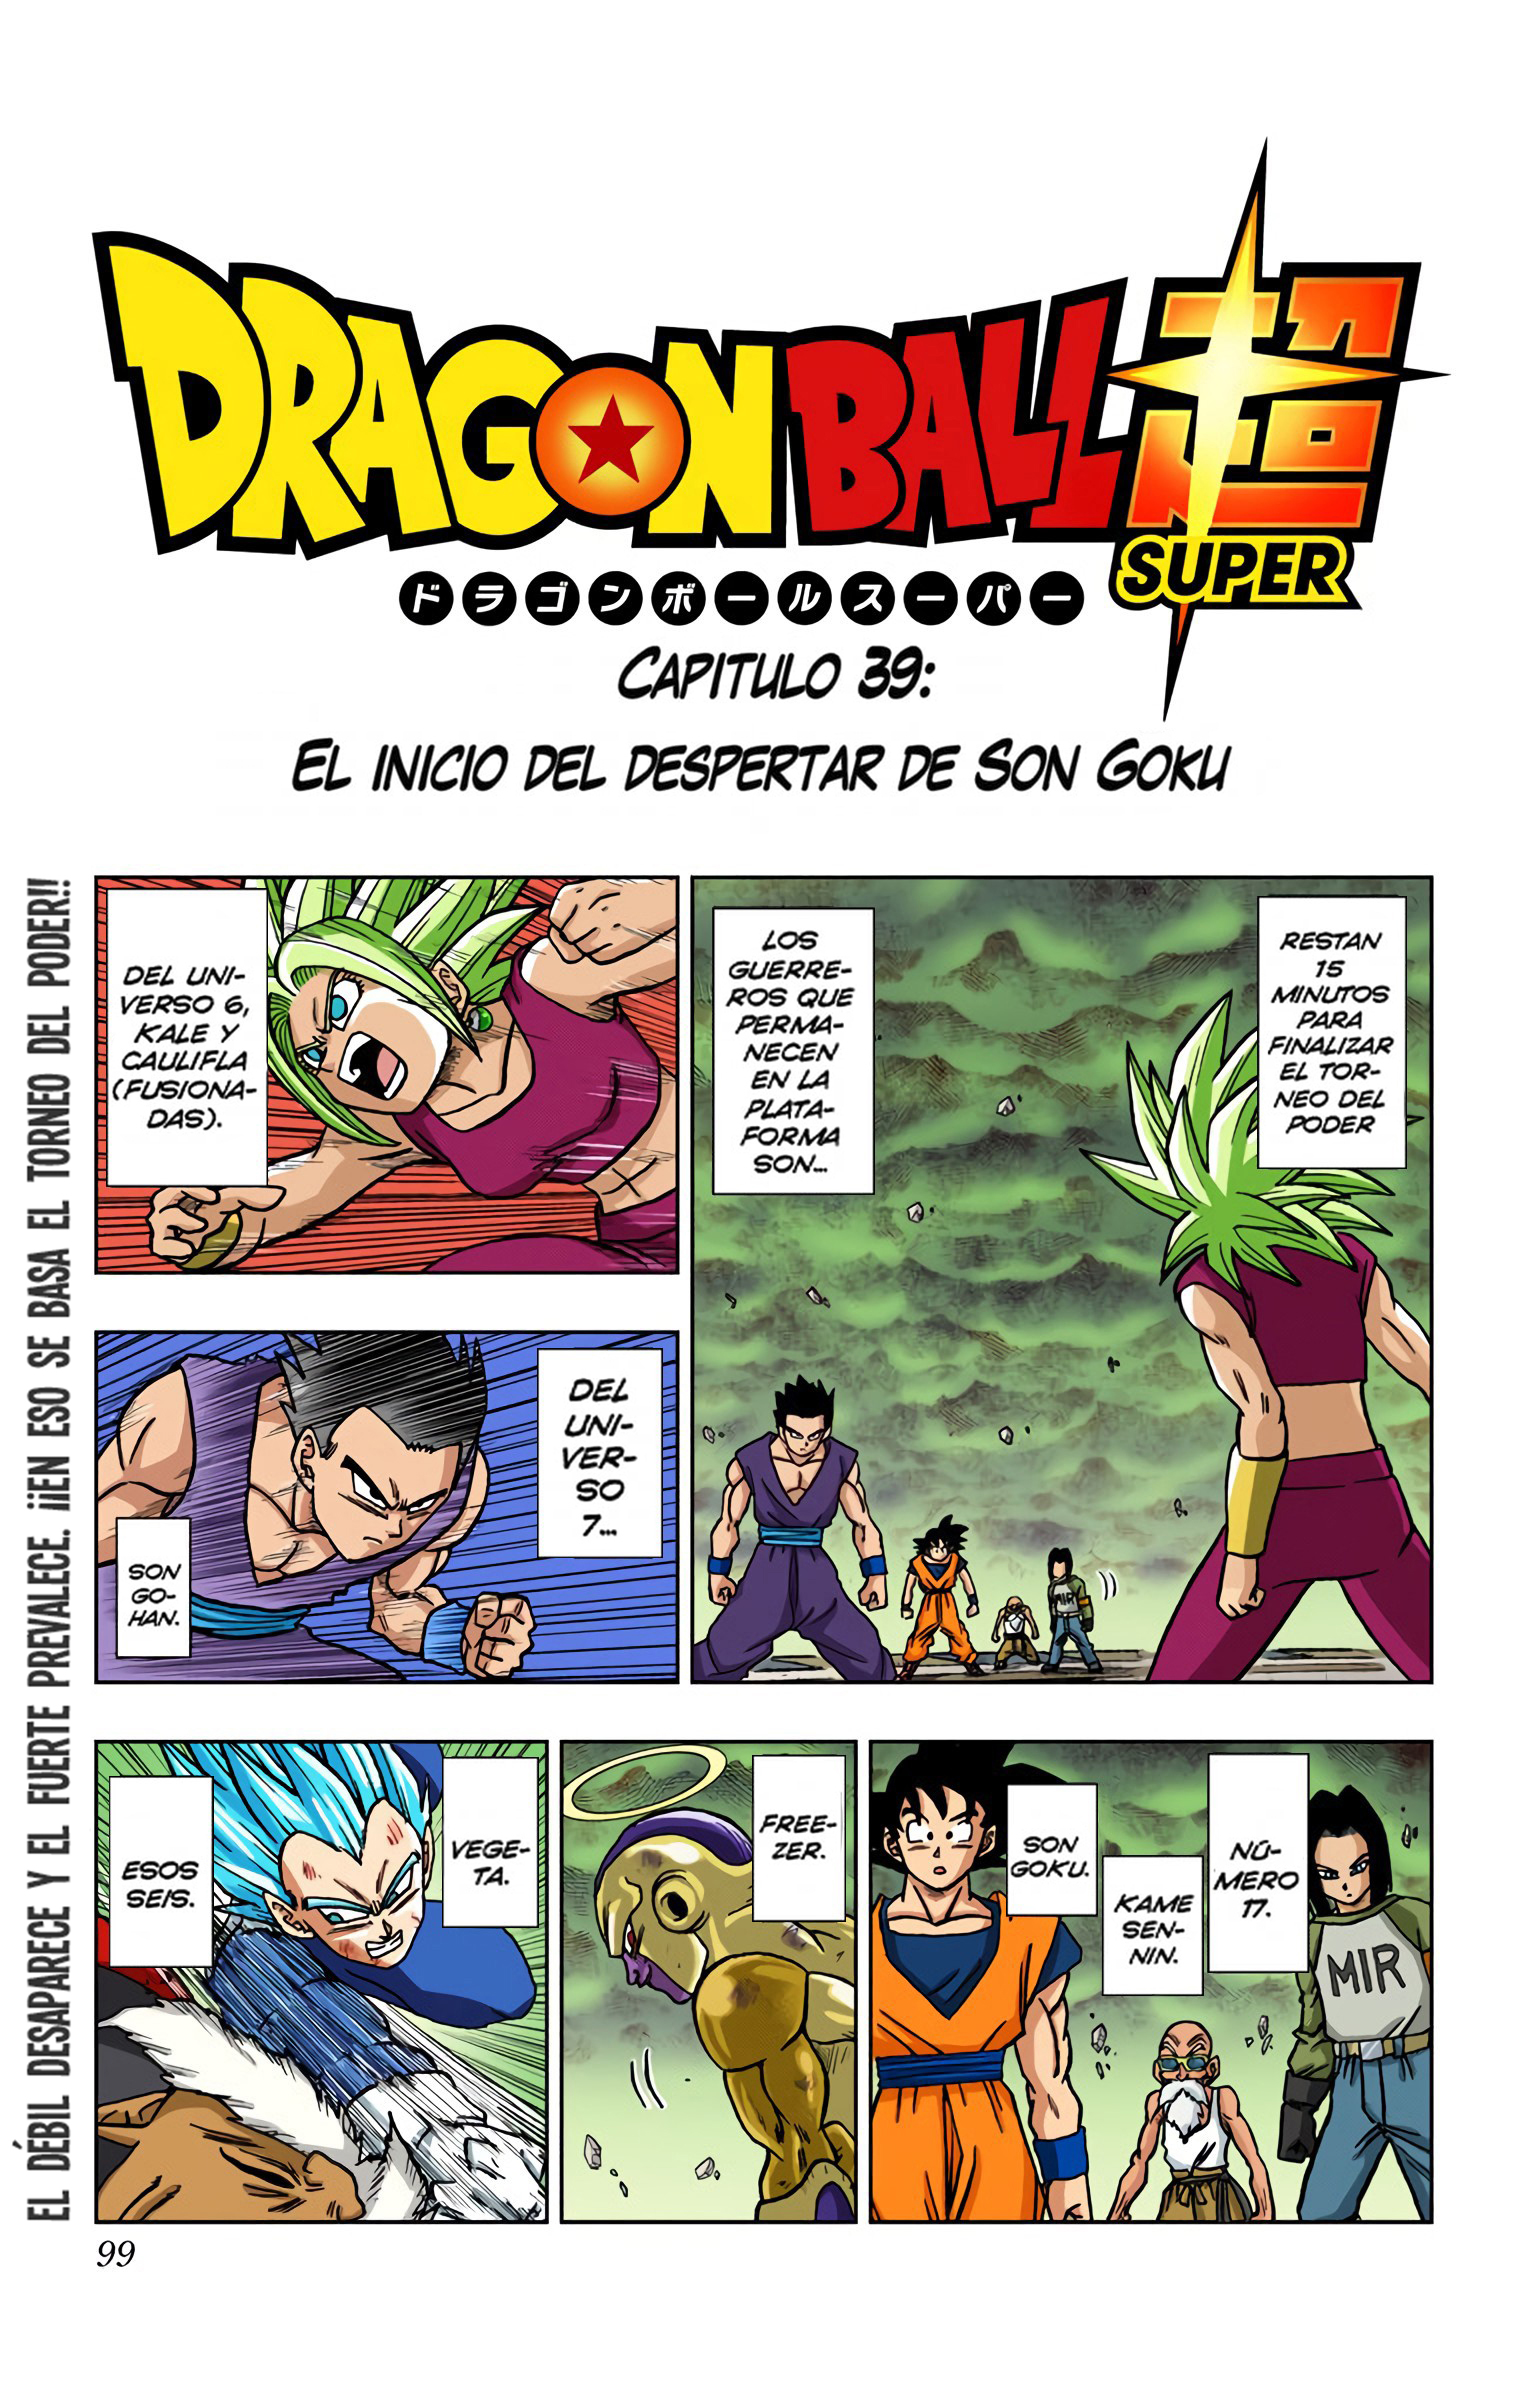 DRAGON BALL 超
SUPER
ドラゴンボールスーパー
CAPITULO 39:
EL INICIO DEL DESPERTAR DE SON GOKU
EL DÉBIL DESAPARECE Y EL FUERTE PREVALECE. ¡¡EN ESO SE BASA EL TORNEO DEL PODER!!
RESTAN
15
MINUTOS
PARA
FINALIZAR
EL TOR-
NEO DEL
PODER
LOS
GUERRE-
ROS QUE
PERMA-
NECEN
EN LA
PLATA-
FORMA
SON...
MIR
DEL UNI-
VERSO 6,
KALE Y
CAULIFLA
(FUSIONA-
DAS).
DEL
UNI-
VER-
SO
7...
SON
GO-
HAN.
NÚ-
MERO
17.
MIR
KAME
SEN-
NIN.
SON
GOKU.
FREE-
ZER.
VEGE-
TA.
ESOS
SEIS.
99